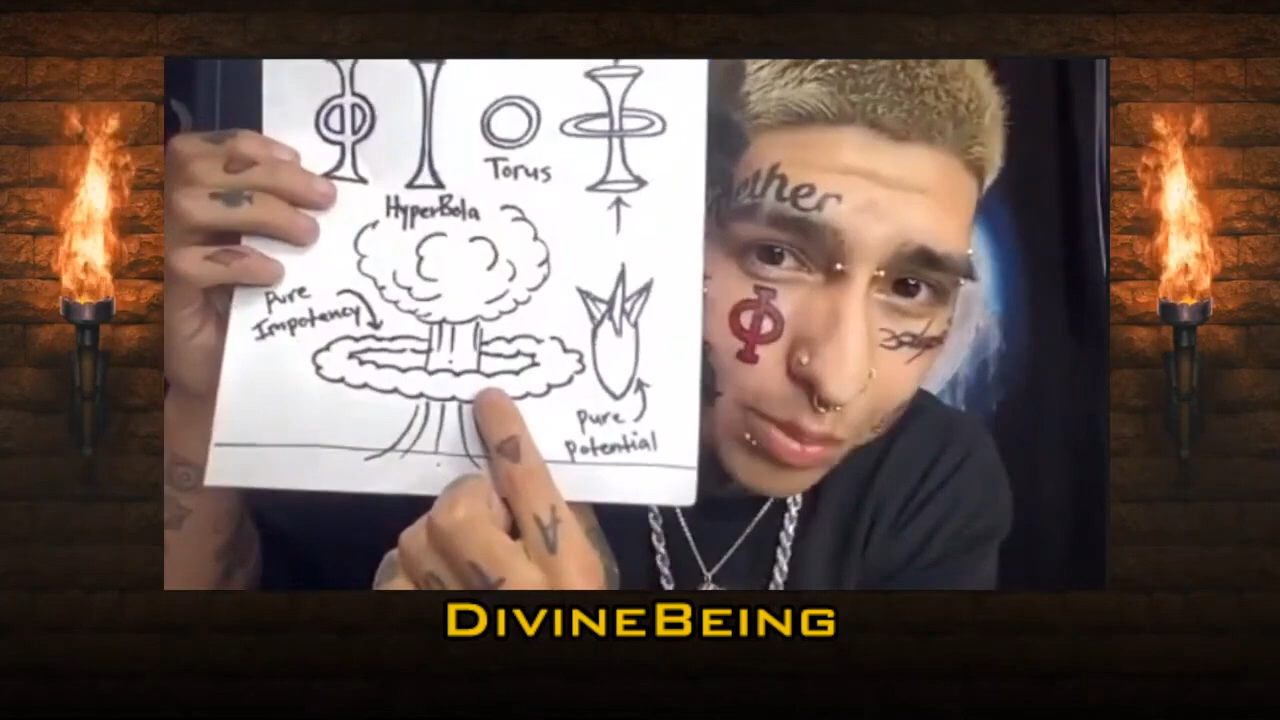 Torus
HyperBola
Pure
Impotency
Pure
potential
ether
DivineBeing